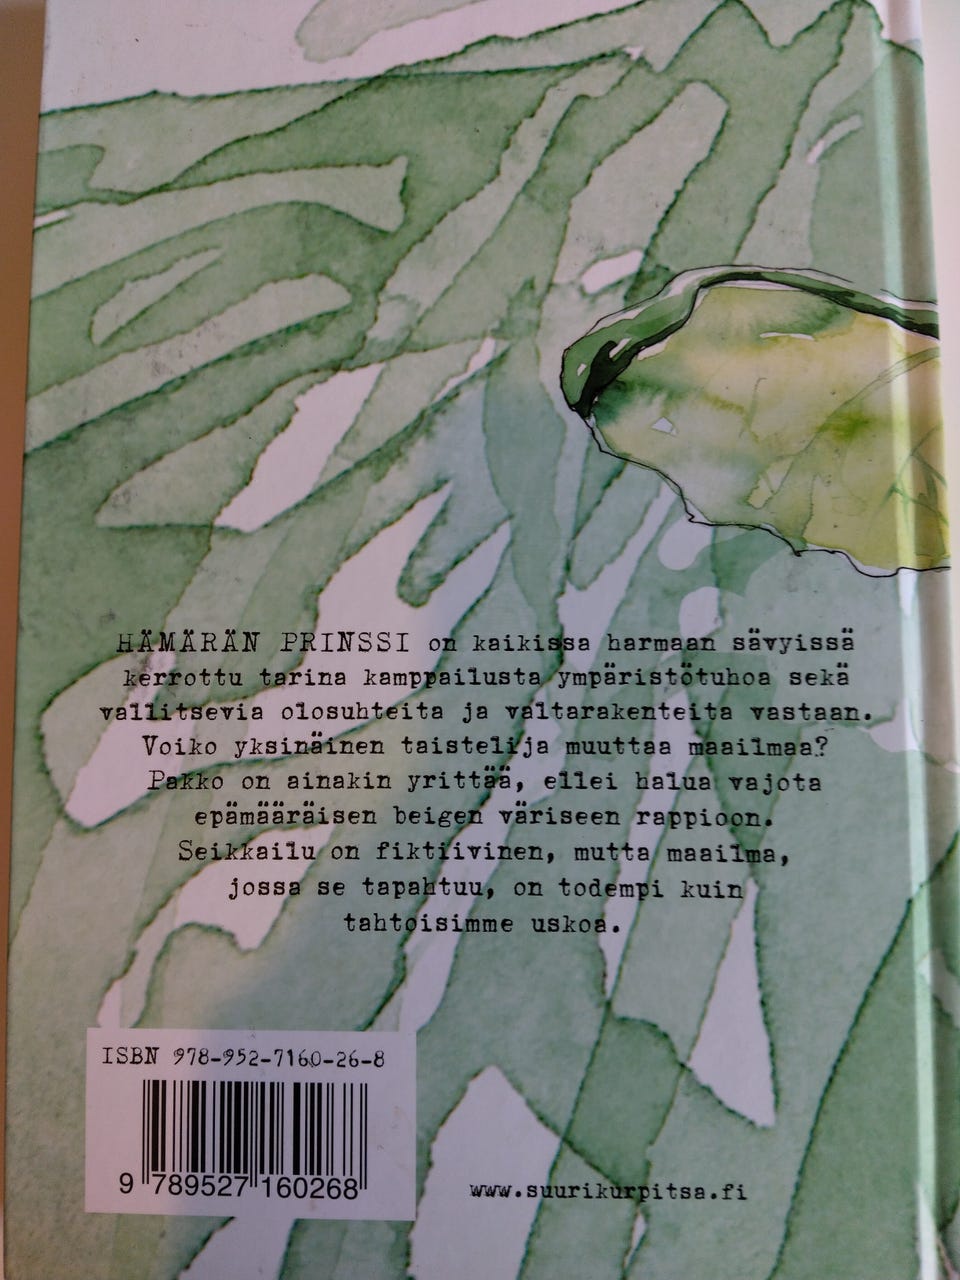 HÄMÄRÄN PRINSSI on kaikissa harmaan sävyissä
kerrottu tarina kamppailusta ympäristötuhoa sekä
vallitsevia olosuhteita ja valtarakenteita vastaan.
Voiko yksinäinen taistelija muuttaa maailmaa?
Pakko on ainakin yrittää, ellei halua vajota
epämääräisen beigen väriseen rappioon.
Seikkailu on fiktiivinen, mutta maailma,
jossa se tapahtuu, on todempi kuin
tahtoisimme uskoa.
ISBN 978-952-7160-26-8
9 789527 160268
www.suurikurpitsa.fi